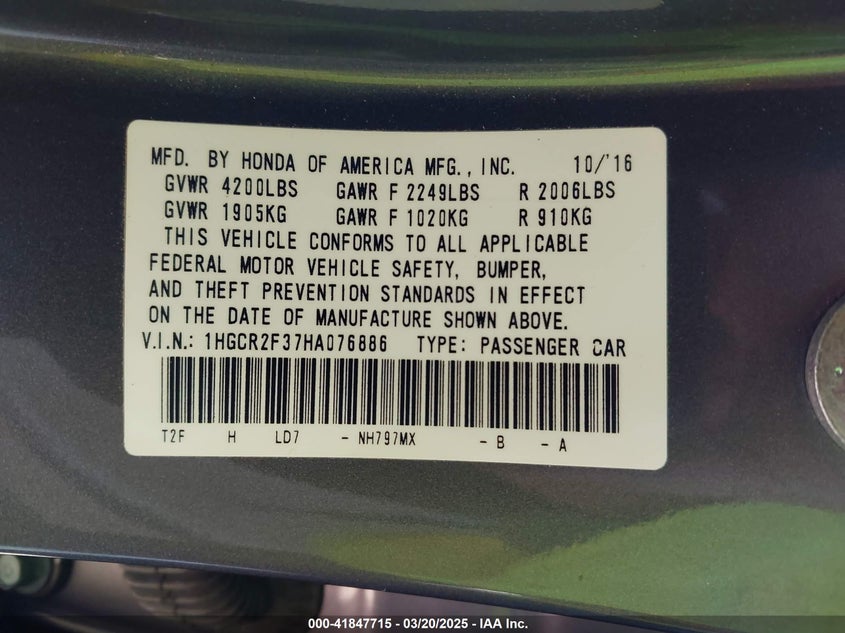 MFD. BY HONDA OF AMERICA MFG., INC. 10/'16
GVWR 4200LBS GAWR F 2249LBS R 2006LBS
GVWR 1905KG GAWR F 1020KG R 910KG
THIS VEHICLE CONFORMS TO ALL APPLICABLE
FEDERAL MOTOR VEHICLE SAFETY, BUMPER,
AND THEFT PREVENTION STANDARDS IN EFFECT
ON THE DATE OF MANUFACTURE SHOWN ABOVE.
V.I.N.: 1HGCR2F37HA076886 TYPE: PASSENGER CAR
T2F H LD7 - NH797MX - B - A
000-41847715 - 03/20/2025 - IAA Inc.